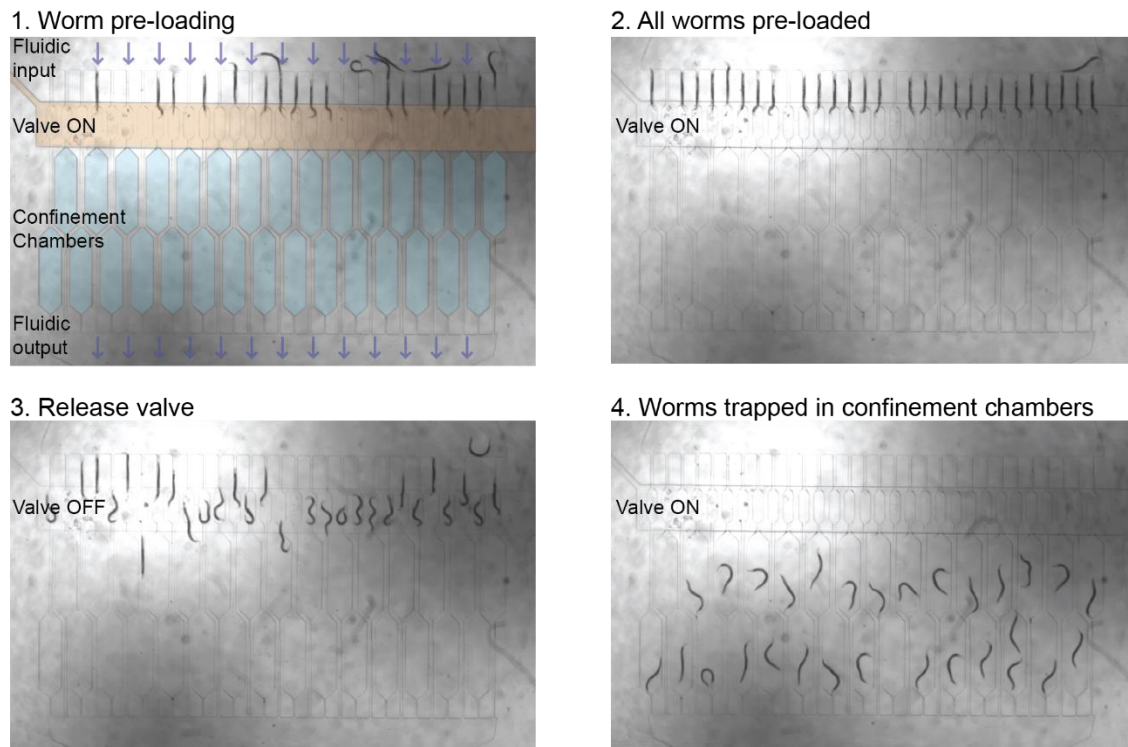 1. Worm pre-loading
Fluidic
input
Valve ON
Confinement
Chambers
Fluidic
output
2. All worms pre-loaded
Valve ON
3. Release valve
Valve OFF
4. Worms trapped in confinement chambers
Valve ON